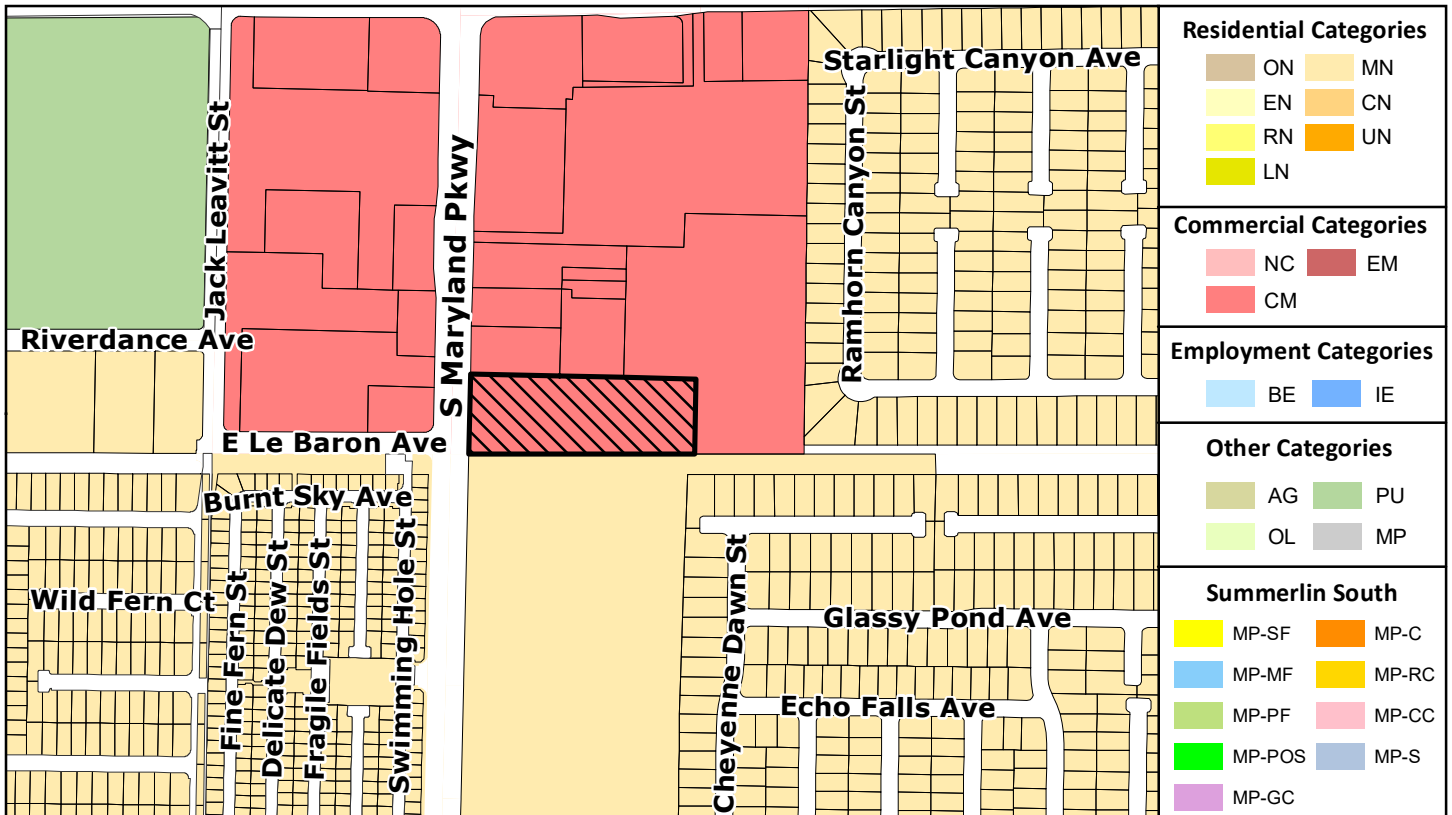 Starlight Canyon Ave
Ramhorn Canyon St
Jack Leavitt St
S Maryland Pkwy
Riverdance Ave
E Le Baron Ave
Burnt Sky Ave
Wild Fern Ct
Fine Fern St
Delicate Dew St
Fragile Fields St
Swimming Hole St
Cheyenne Dawn St
Glassy Pond Ave
Echo Falls Ave
Residential Categories
ON MN
EN CN
RN UN
LN
Commercial Categories
NC EM
CM
Employment Categories
BE IE
Other Categories
AG PU
OL MP
Summerlin South
MP-SF MP-C
MP-MF MP-RC
MP-PF MP-CC
MP-POS MP-S
MP-GC